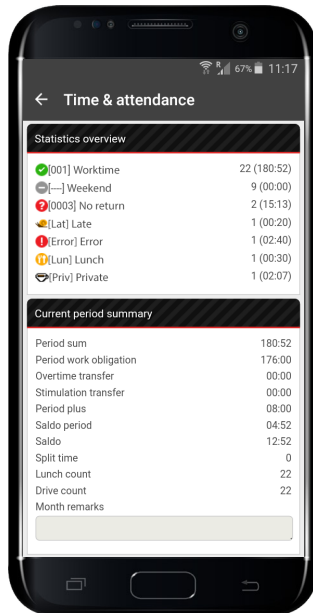 R 67% 11:17
Time & attendance
Statistics overview
[001] Worktime 22 (180:52)
[---] Weekend 9 (00:00)
[0003] No return 2 (15:13)
[Lat] Late 1 (00:20)
[Error] Error 1 (02:40)
[Lun] Lunch 1 (00:30)
[Priv] Private 1 (02:07)
Current period summary
Period sum 180:52
Period work obligation 176:00
Overtime transfer 00:00
Stimulation transfer 00:00
Period plus 08:00
Saldo period 04:52
Saldo 12:52
Split time 0
Lunch count 22
Drive count 22
Month remarks